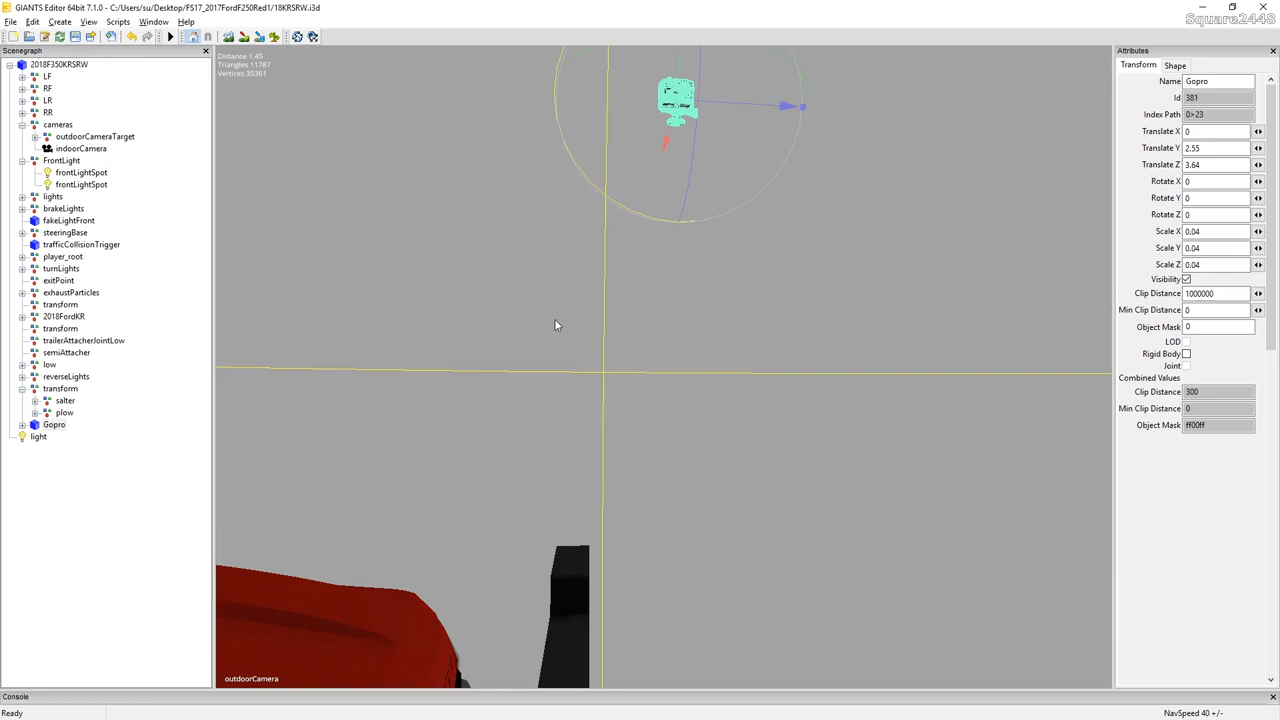 GIANTS Editor 64bit 7.1.0 - C:/Users/su/Desktop/FS17_2017FordF250Red1/18KRSRW.i3d
Square2448
File Edit Create View Scripts Window Help
Scenegraph
2018F350KRSRW
LF
RF
LR
RR
cameras
outdoorCameraTarget
indoorCamera
FrontLight
frontLightSpot
frontLightSpot
lights
brakeLights
fakeLightFront
steeringBase
trafficCollisionTrigger
player_root
turnLights
exitPoint
exhaustParticles
transform
2018FordKR
transform
trailerAttacherJointLow
semiAttacher
low
reverseLights
transform
salter
plow
Gopro
light
Distance 1.45
Triangles 11787
Vertices 35361
outdoorCamera
Attributes
Transform Shape
Name Gopro
Id 381
Index Path 0>23
Translate X 0
Translate Y 2.55
Translate Z 3.64
Rotate X 0
Rotate Y 0
Rotate Z 0
Scale X 0.04
Scale Y 0.04
Scale Z 0.04
Visibility
Clip Distance 1000000
Min Clip Distance 0
Object Mask 0
LOD
Rigid Body
Joint
Combined Values
Clip Distance 300
Min Clip Distance 0
Object Mask ff00ff
Console
Ready
NavSpeed 40 +/-